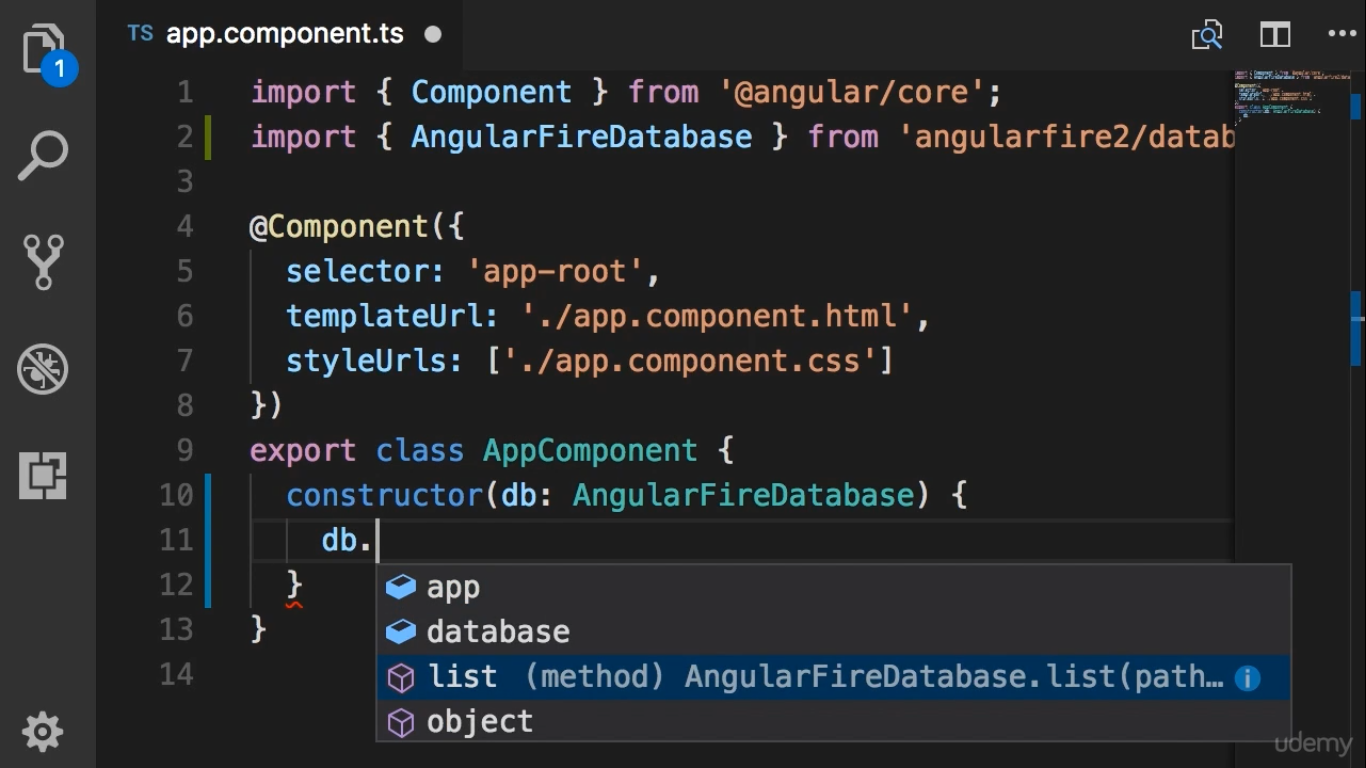 TS app.component.ts
1
1 import { Component } from '@angular/core';
2 import { AngularFireDatabase } from 'angularfire2/datab
3
4 @Component({
5 selector: 'app-root',
6 templateUrl: './app.component.html',
7 styleUrls: ['./app.component.css']
8 })
9 export class AppComponent {
10 constructor(db: AngularFireDatabase) {
11 db.
12 }
app
13 }
database
14
list (method) AngularFireDatabase.list(path…
object
udemy